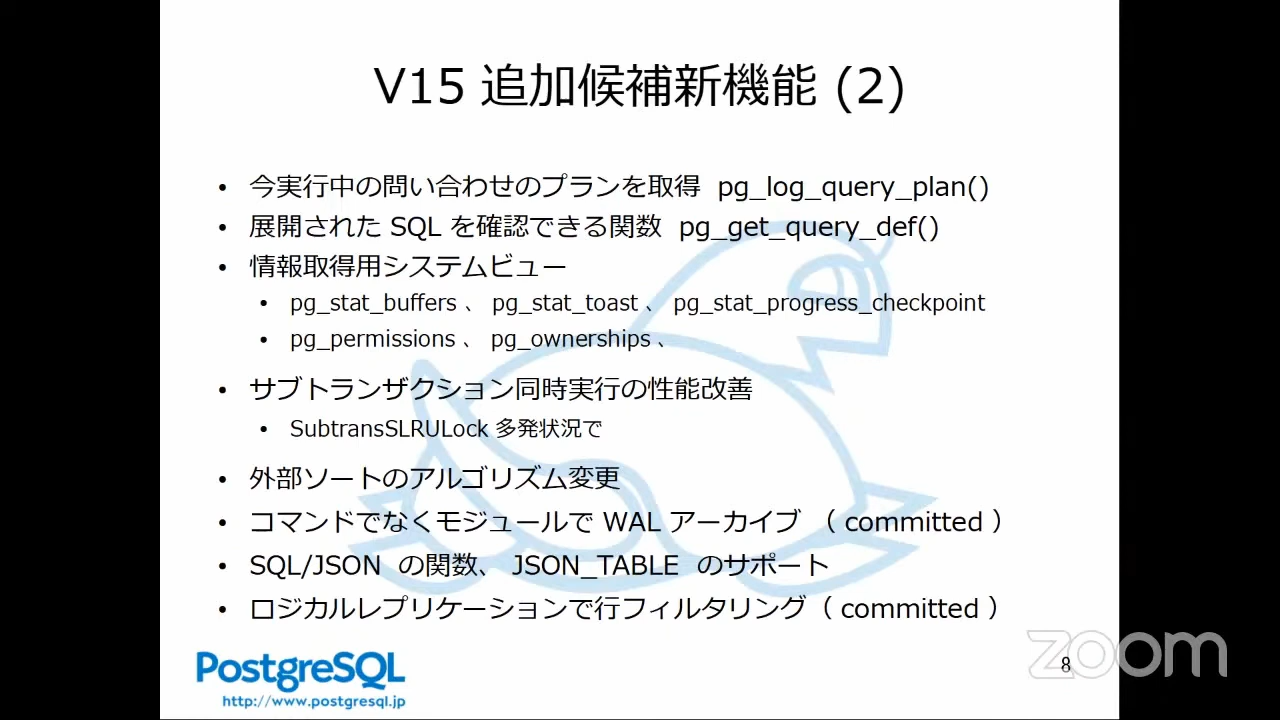 V15 追加候補新機能 (2)
• 今実行中の問い合わせのプランを取得 pg_log_query_plan()
• 展開された SQL を確認できる関数 pg_get_query_def()
• 情報取得用システムビュー
• pg_stat_buffers 、 pg_stat_toast 、 pg_stat_progress_checkpoint
• pg_permissions 、 pg_ownerships 、
• サブトランザクション同時実行の性能改善
• SubtransSLRULock 多発状況で
• 外部ソートのアルゴリズム変更
• コマンドでなくモジュールで WAL アーカイブ （ committed ）
• SQL/JSON の関数、 JSON_TABLE のサポート
• ロジカルレプリケーションで行フィルタリング（ committed ）
PostgreSQL
http://www.postgresql.jp
8
zoom